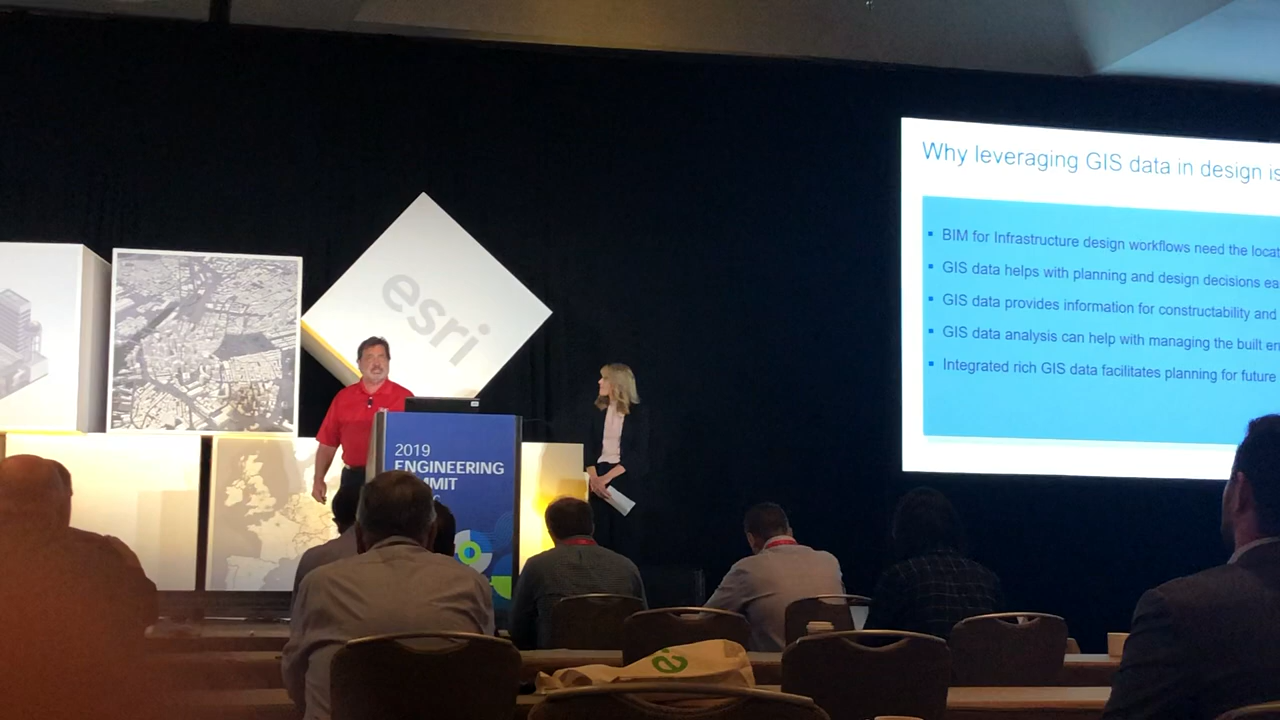 esri
2019
ENGINEERING
Why leveraging GIS data in design is
▪ BIM for Infrastructure design workflows need the locat
▪ GIS data helps with planning and design decisions ea
▪ GIS data provides information for constructability and
▪ GIS data analysis can help with managing the built en
▪ Integrated rich GIS data facilitates planning for future